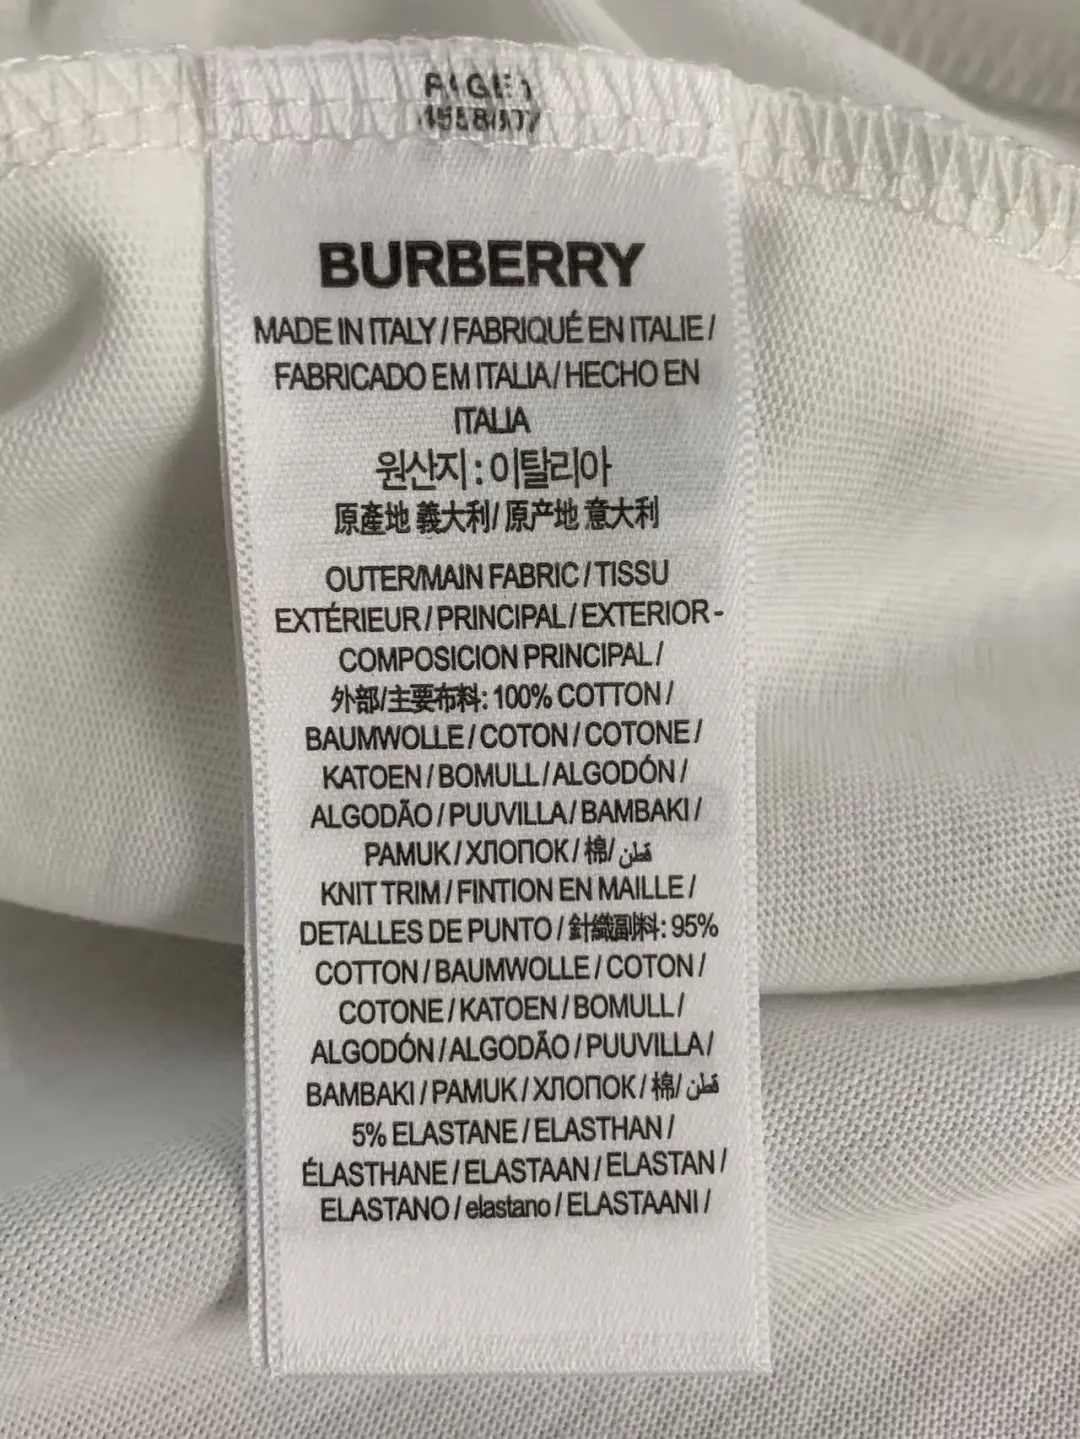 PAGE 1
BURBERRY
MADE IN ITALY / FABRIQUÉ EN ITALIE /
FABRICADO EM ITALIA / HECHO EN
ITALIA
원산지 : 이탈리아
原產地 義大利/ 原产地 意大利
OUTER/MAIN FABRIC / TISSU
EXTÉRIEUR / PRINCIPAL / EXTERIOR -
COMPOSICION PRINCIPAL /
外部/主要布料: 100% COTTON /
BAUMWOLLE / COTON / COTONE /
KATOEN / BOMULL / ALGODÓN /
ALGODÃO / PUUVILLA / BAMBAKI /
PAMUK / ХЛОПОК / 棉/ قطن
KNIT TRIM / FINTION EN MAILLE /
DETALLES DE PUNTO / 針織副料: 95%
COTTON / BAUMWOLLE / COTON /
COTONE / KATOEN / BOMULL /
ALGODÓN / ALGODÃO / PUUVILLA /
BAMBAKI / PAMUK / ХЛОПОК / 棉/ قطن
5% ELASTANE / ELASTHAN /
ÉLASTHANE / ELASTAAN / ELASTAN /
ELASTANO / elastano / ELASTAANI /